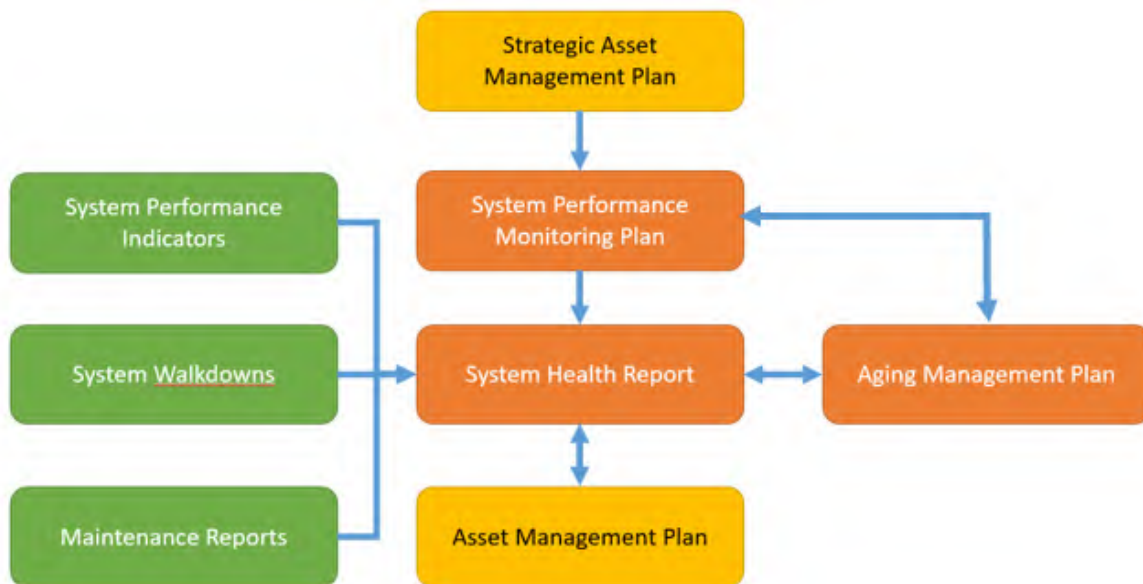 Strategic Asset
Management Plan
System Performance
Indicators
System Performance
Monitoring Plan
System Walkdowns
System Health Report
Aging Management Plan
Maintenance Reports
Asset Management Plan